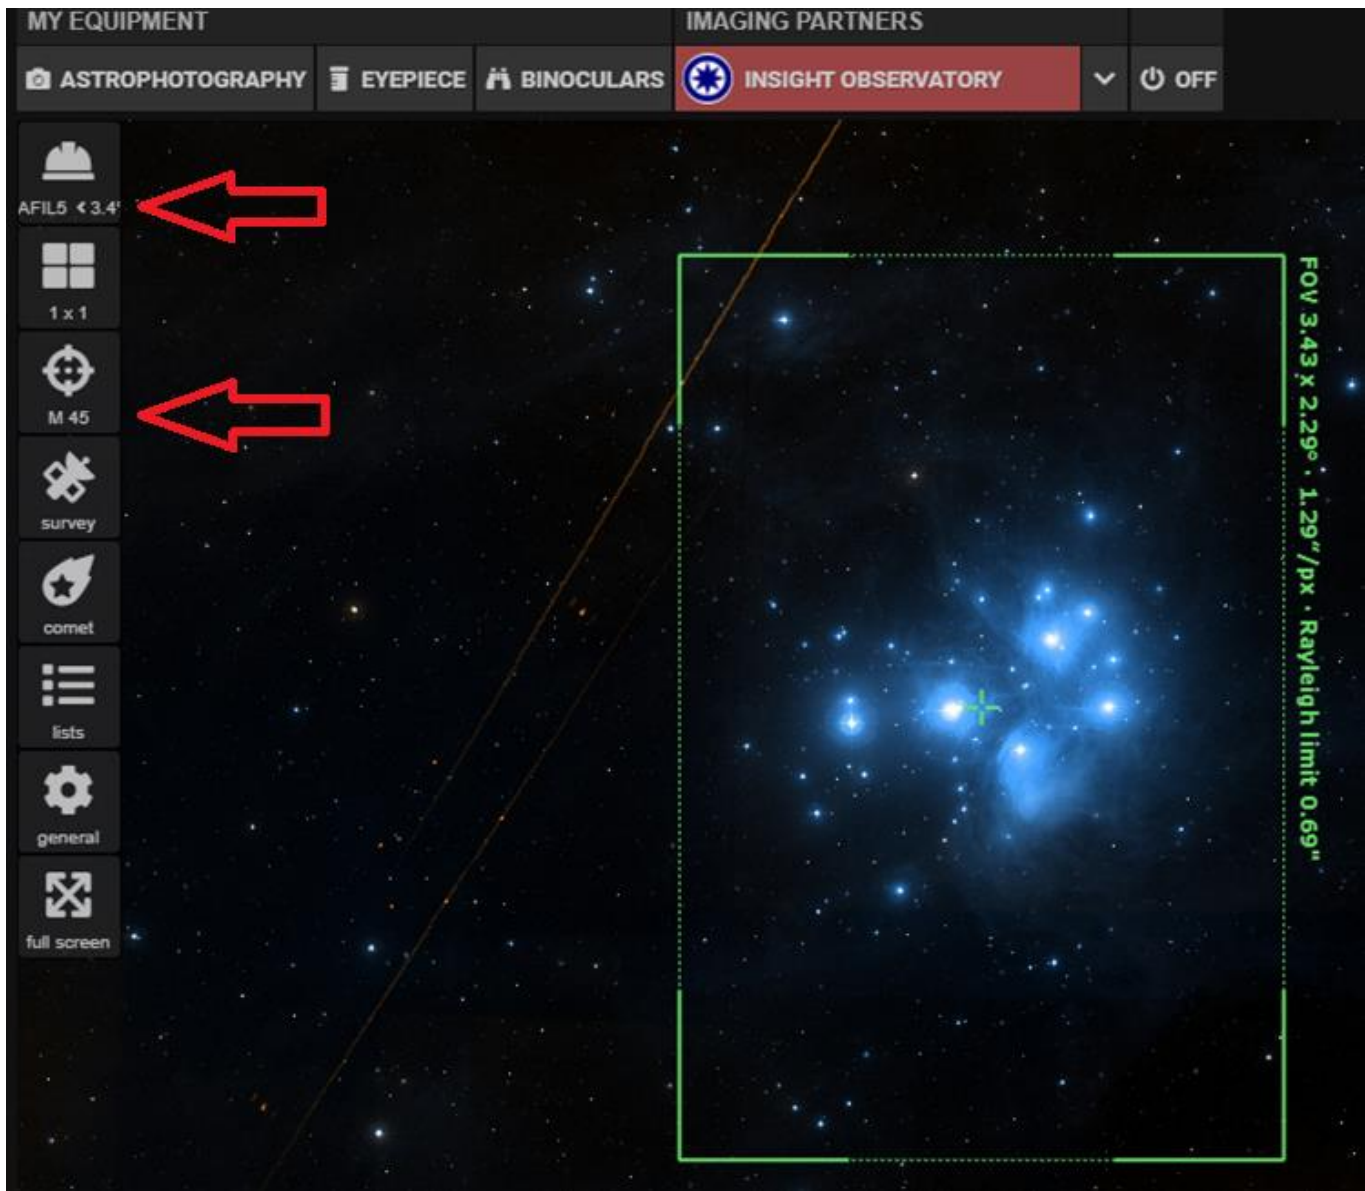 MY EQUIPMENT
IMAGING PARTNERS
ASTROPHOTOGRAPHY
EYEPIECE
BINOCULARS
INSIGHT OBSERVATORY
OFF
AFIL5 < 3.4°
1 x 1
M 45
survey
comet
lists
general
full screen
FOV 3.43 x 2.29° · 1.29"/px · Rayleigh limit 0.69"